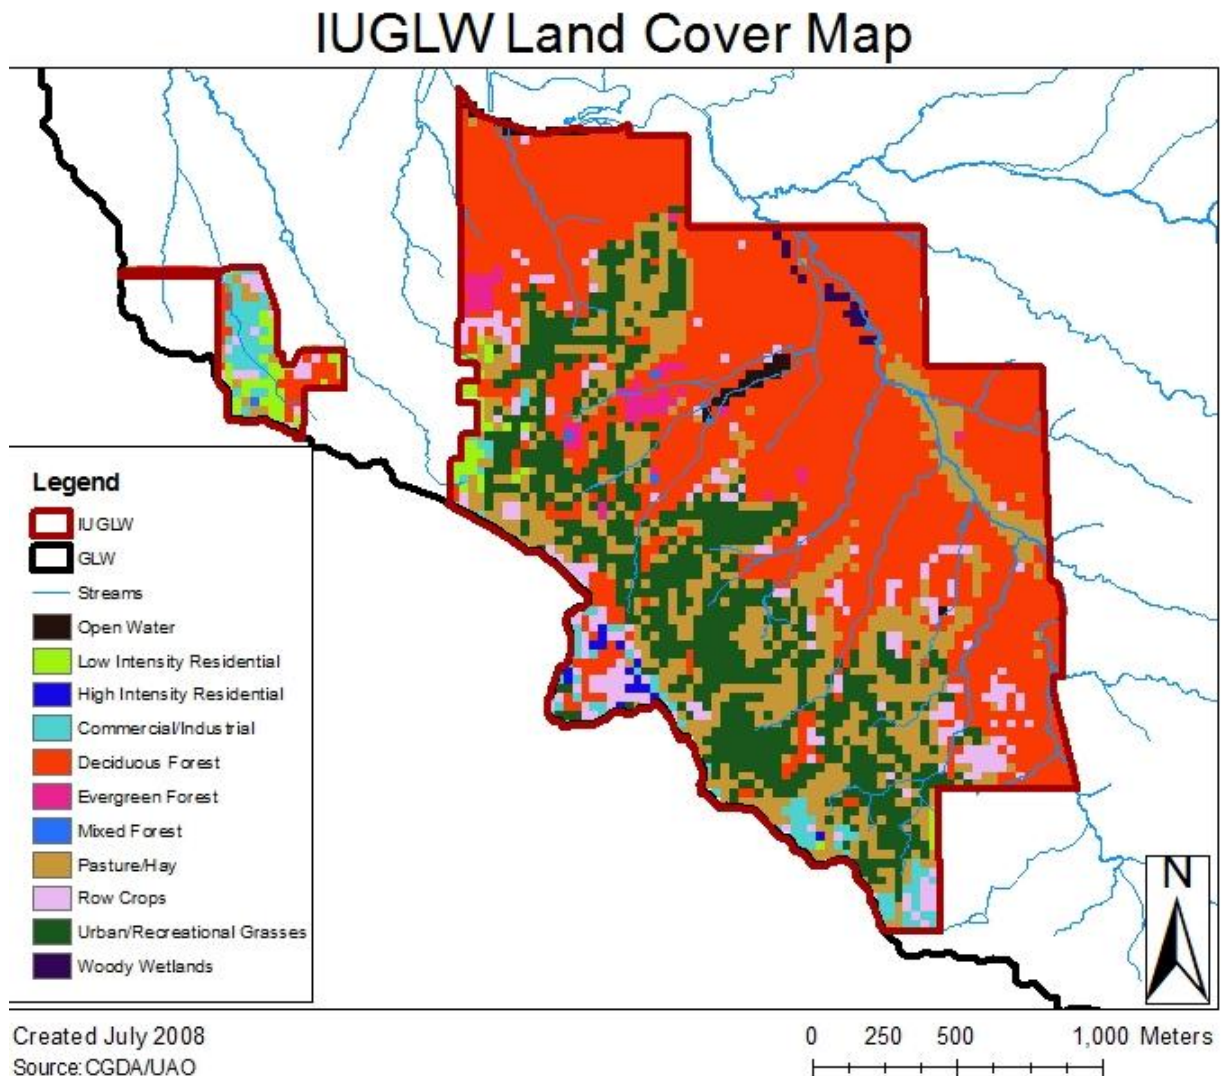 IUGLW Land Cover Map
Legend
IUGLW
GLW
Streams
Open Water
Low Intensity Residential
High Intensity Residential
Commercial/Industrial
Deciduous Forest
Evergreen Forest
Mixed Forest
Pasture/Hay
Row Crops
Urban/Recreational Grasses
Woody Wetlands
N
Created July 2008
Source:CGDA/UAO
0 250 500 1,000 Meters